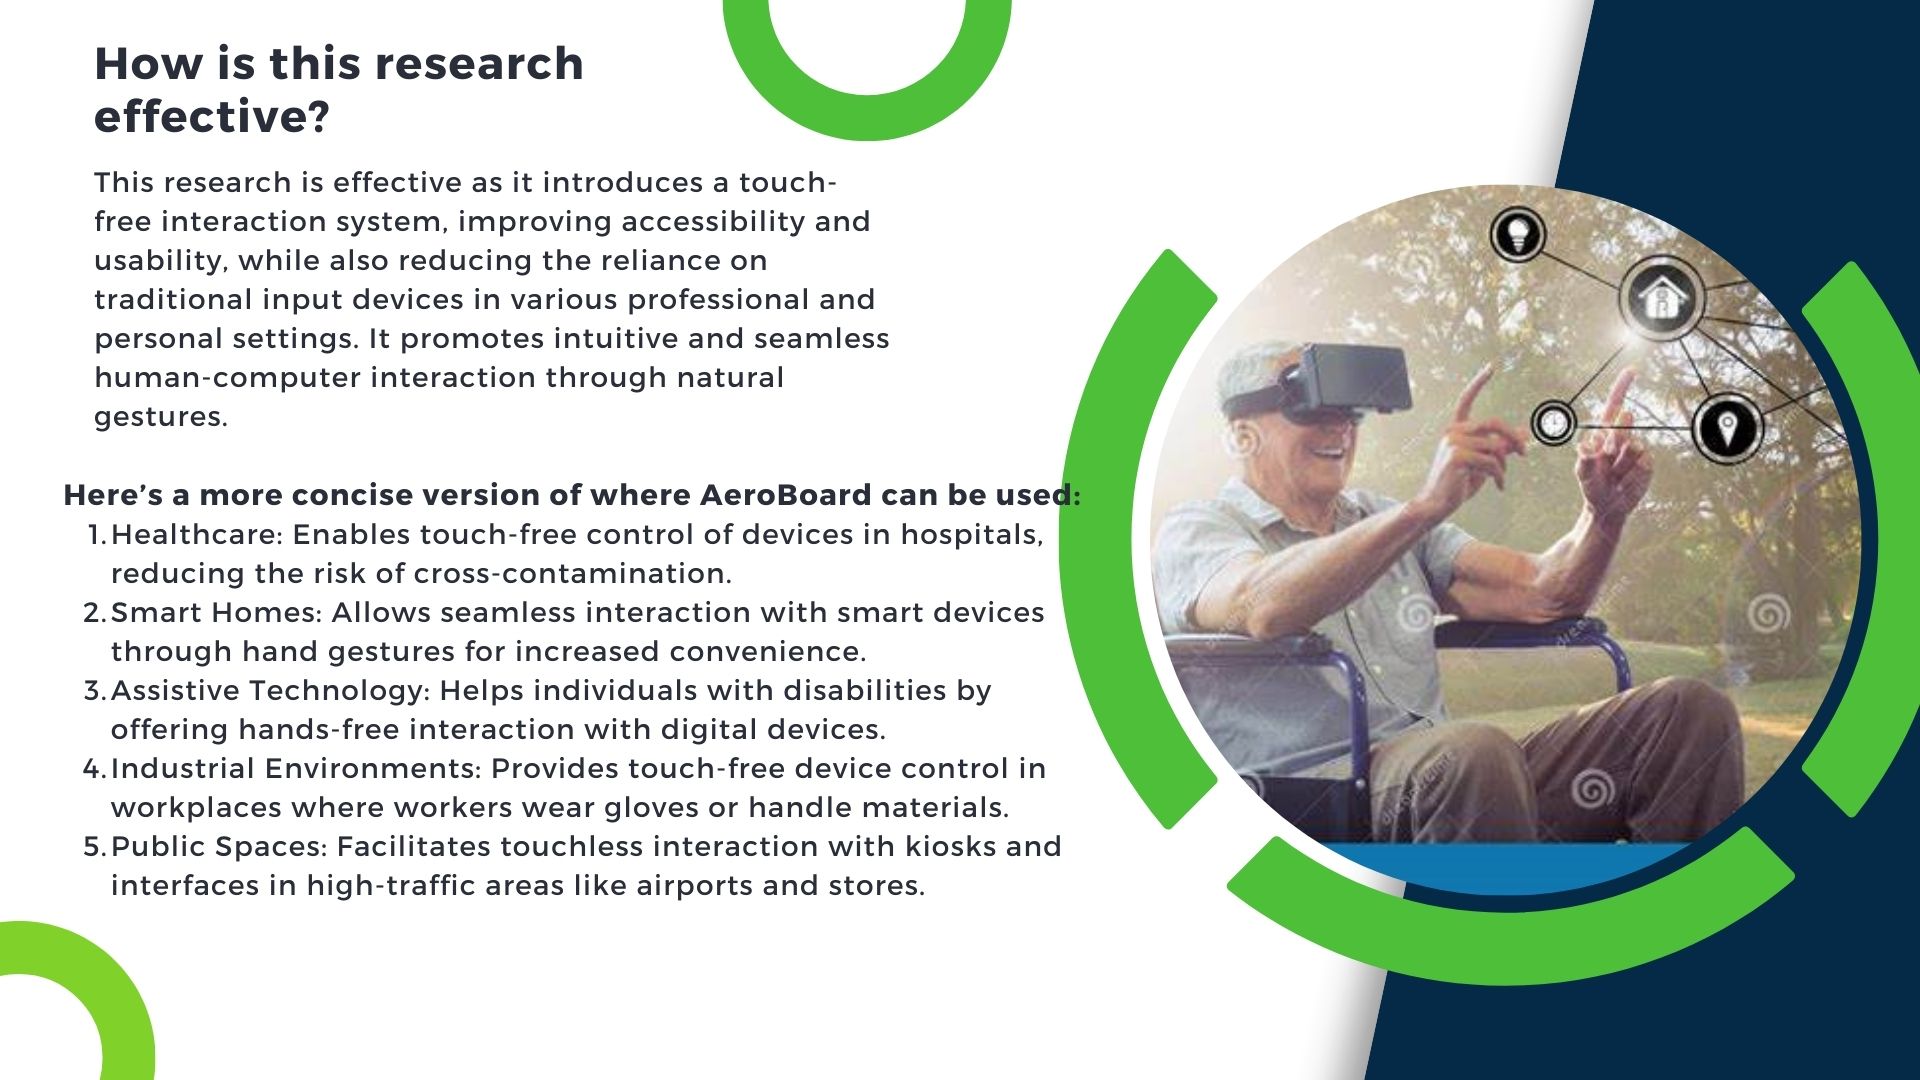 How is this research
effective?
This research is effective as it introduces a touch-
free interaction system, improving accessibility and
usability, while also reducing the reliance on
traditional input devices in various professional and
personal settings. It promotes intuitive and seamless
human-computer interaction through natural
gestures.
Here’s a more concise version of where AeroBoard can be used:
1. Healthcare: Enables touch-free control of devices in hospitals,
reducing the risk of cross-contamination.
2. Smart Homes: Allows seamless interaction with smart devices
through hand gestures for increased convenience.
3. Assistive Technology: Helps individuals with disabilities by
offering hands-free interaction with digital devices.
4. Industrial Environments: Provides touch-free device control in
workplaces where workers wear gloves or handle materials.
5. Public Spaces: Facilitates touchless interaction with kiosks and
interfaces in high-traffic areas like airports and stores.